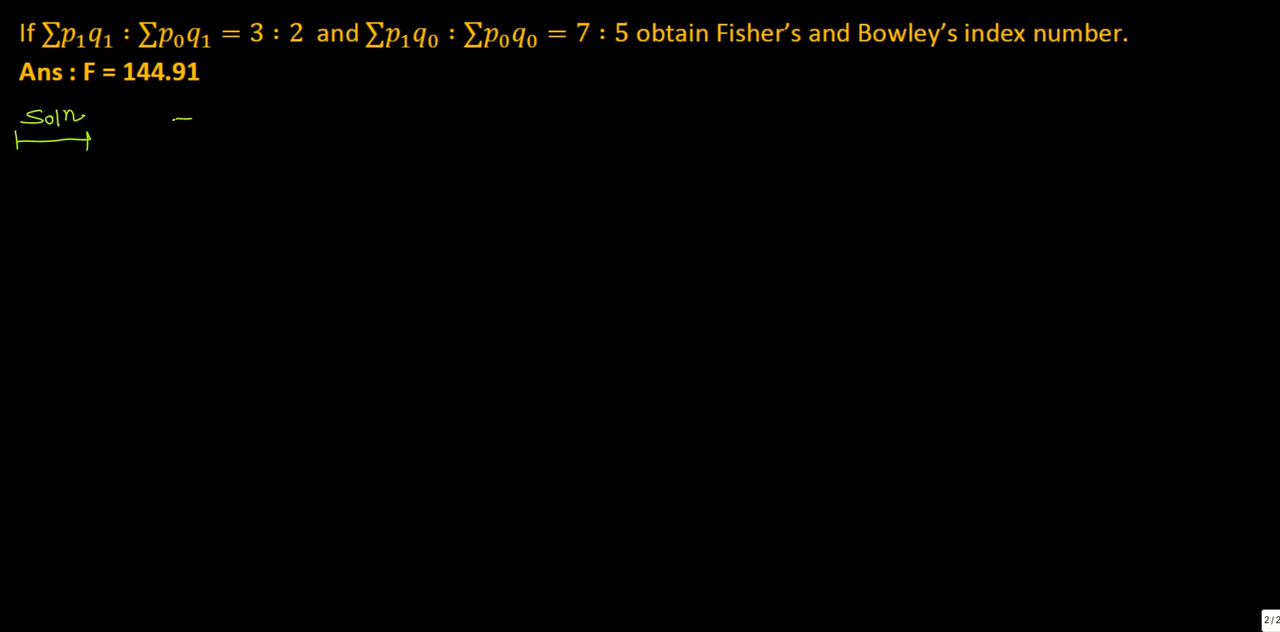 If ∑p₁q₁ : ∑p₀q₁ = 3 : 2 and ∑p₁q₀ : ∑p₀q₀ = 7 : 5 obtain Fisher’s and Bowley’s index number.
Ans : F = 144.91
Soln –
2/2